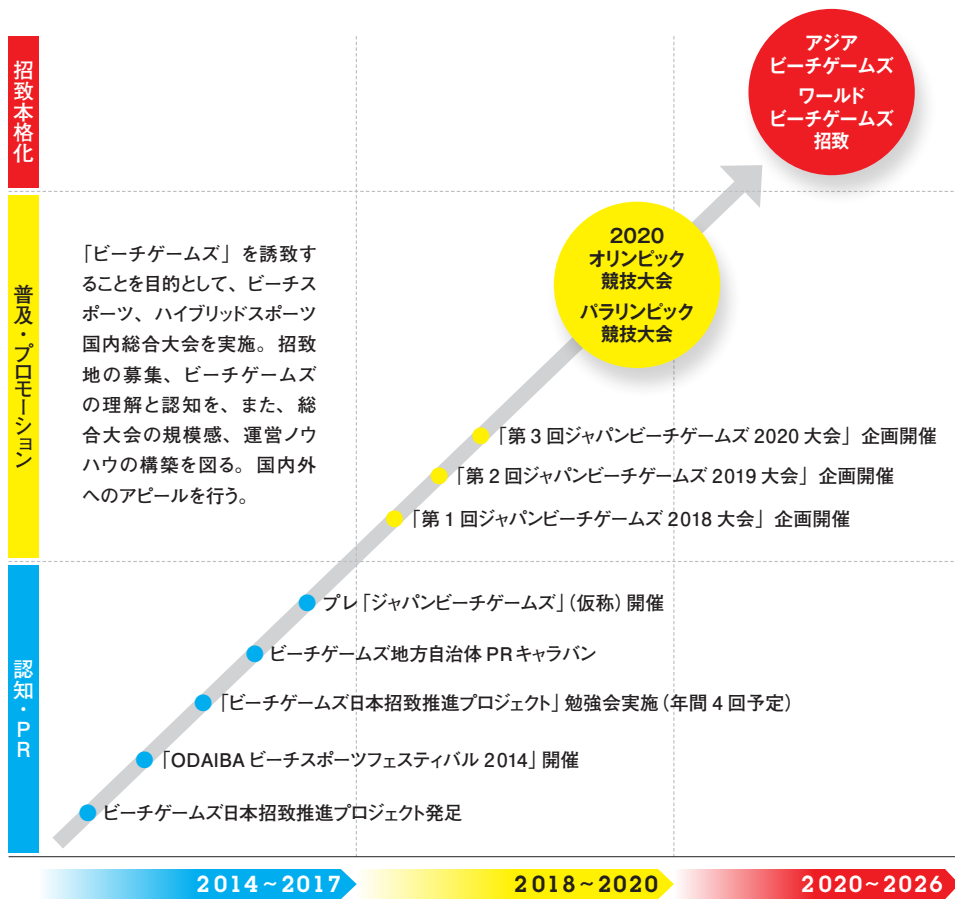 招致本格化
アジア
ビーチゲームズ
ワールド
ビーチゲームズ
招致
普及・プロモーション
「ビーチゲームズ」を誘致す
ることを目的として、ビーチス
ポーツ、ハイブリッドスポーツ
国内総合大会を実施。招致
地の募集、ビーチゲームズ
の理解と認知を、また、総
合大会の規模感、運営ノウ
ハウの構築を図る。国内外
へのアピールを行う。
2020
オリンピック
競技大会
パラリンピック
競技大会
「第3回ジャパンビーチゲームズ 2020 大会」企画開催
「第2回ジャパンビーチゲームズ 2019 大会」企画開催
「第1回ジャパンビーチゲームズ 2018 大会」企画開催
認知・PR
プレ「ジャパンビーチゲームズ」（仮称）開催
ビーチゲームズ地方自治体 PR キャラバン
「ビーチゲームズ日本招致推進プロジェクト」勉強会実施（年間4回予定）
「ODAIBA ビーチスポーツフェスティバル 2014」開催
ビーチゲームズ日本招致推進プロジェクト発足
2014～2017
2018～2020
2020～2026